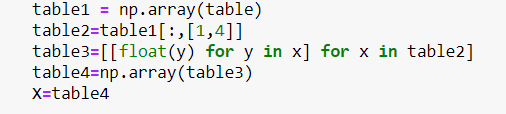 table1 = np.array(table)
table2=table1[:,[1,4]]
table3=[[float(y) for y in x] for x in table2]
table4=np.array(table3)
X=table4